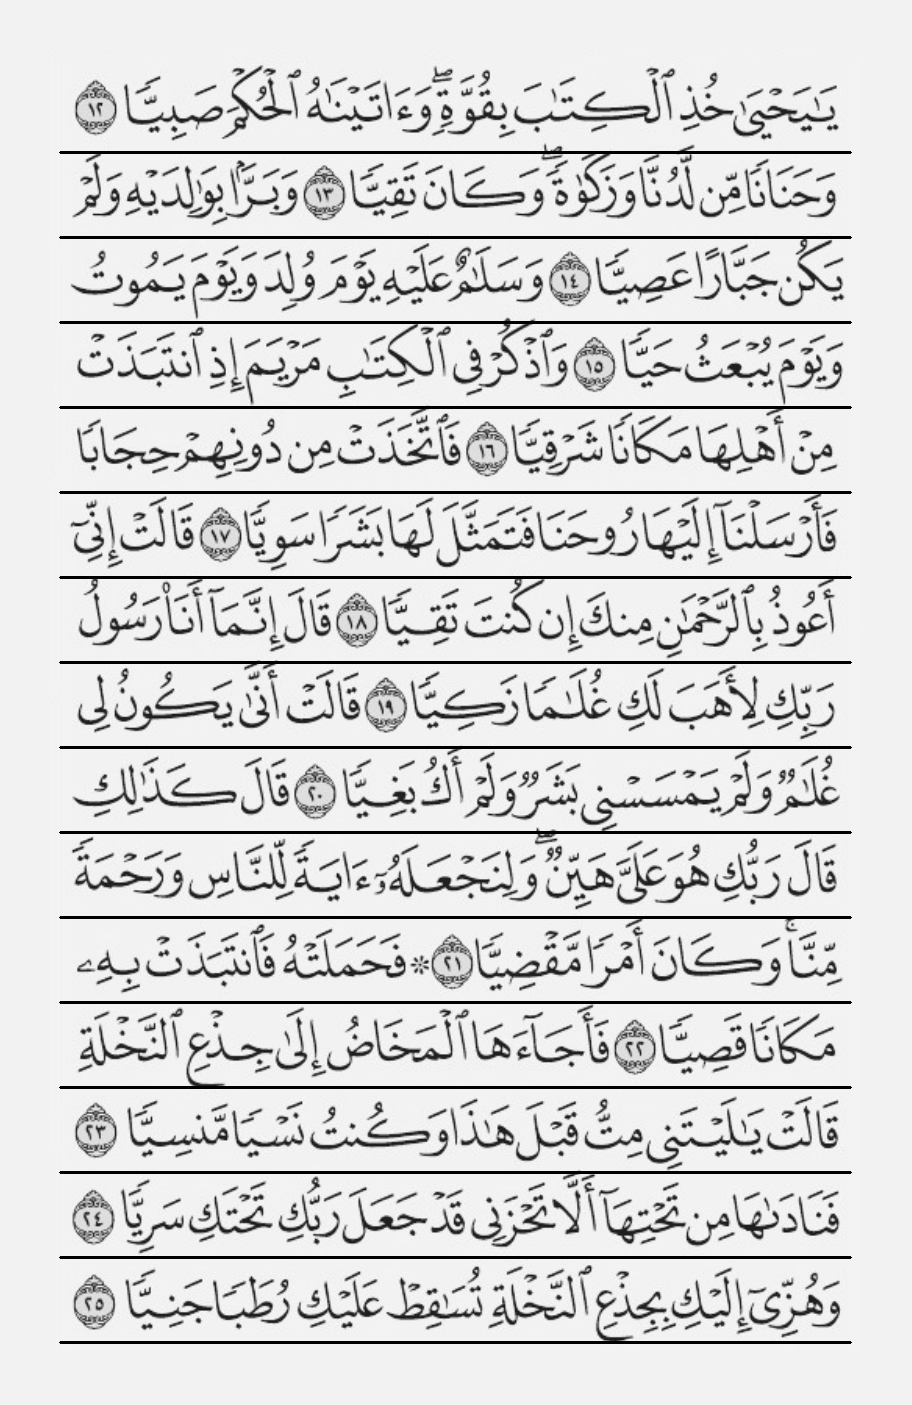 يَٰيَحۡيَىٰ خُذِ ٱلۡكِتَٰبَ بِقُوَّةٖۖ وَءَاتَيۡنَٰهُ ٱلۡحُكۡمَ صَبِيّٗا ١٢
وَحَنَانٗا مِّن لَّدُنَّا وَزَكَوٰةٗۖ وَكَانَ تَقِيّٗا ١٣ وَبَرَّۢا بِوَٰلِدَيۡهِ وَلَمۡ
يَكُن جَبَّارًا عَصِيّٗا ١٤ وَسَلَٰمٌ عَلَيۡهِ يَوۡمَ وُلِدَ وَيَوۡمَ يَمُوتُ
وَيَوۡمَ يُبۡعَثُ حَيّٗا ١٥ وَٱذۡكُرۡ فِي ٱلۡكِتَٰبِ مَرۡيَمَ إِذِ ٱنتَبَذَتۡ
مِنۡ أَهۡلِهَا مَكَانٗا شَرۡقِيّٗا ١٦ فَٱتَّخَذَتۡ مِن دُونِهِمۡ حِجَابٗا
فَأَرۡسَلۡنَآ إِلَيۡهَا رُوحَنَا فَتَمَثَّلَ لَهَا بَشَرٗا سَوِيّٗا ١٧ قَالَتۡ إِنِّيٓ
أَعُوذُ بِٱلرَّحۡمَٰنِ مِنكَ إِن كُنتَ تَقِيّٗا ١٨ قَالَ إِنَّمَآ أَنَا۠ رَسُولُ
رَبِّكِ لِأَهَبَ لَكِ غُلَٰمٗا زَكِيّٗا ١٩ قَالَتۡ أَنَّىٰ يَكُونُ لِي
غُلَٰمٞ وَلَمۡ يَمۡسَسۡنِي بَشَرٞ وَلَمۡ أَكُ بَغِيّٗا ٢٠ قَالَ كَذَٰلِكِ
قَالَ رَبُّكِ هُوَ عَلَيَّ هَيِّنٞۖ وَلِنَجۡعَلَهُۥٓ ءَايَةٗ لِّلنَّاسِ وَرَحۡمَةٗ
مِّنَّاۚ وَكَانَ أَمۡرٗا مَّقۡضِيّٗا ٢١ ۞ فَحَمَلَتۡهُ فَٱنتَبَذَتۡ بِهِۦ
مَكَانٗا قَصِيّٗا ٢٢ فَأَجَآءَهَا ٱلۡمَخَاضُ إِلَىٰ جِذۡعِ ٱلنَّخۡلَةِ
قَالَتۡ يَٰلَيۡتَنِي مِتُّ قَبۡلَ هَٰذَا وَكُنتُ نَسۡيٗا مَّنسِيّٗا ٢٣
فَنَادَىٰهَا مِن تَحۡتِهَآ أَلَّا تَحۡزَنِي قَدۡ جَعَلَ رَبُّكِ تَحۡتَكِ سَرِيّٗا ٢٤
وَهُزِّيٓ إِلَيۡكِ بِجِذۡعِ ٱلنَّخۡلَةِ تُسَٰقِطۡ عَلَيۡكِ رُطَبٗا جَنِيّٗا ٢٥